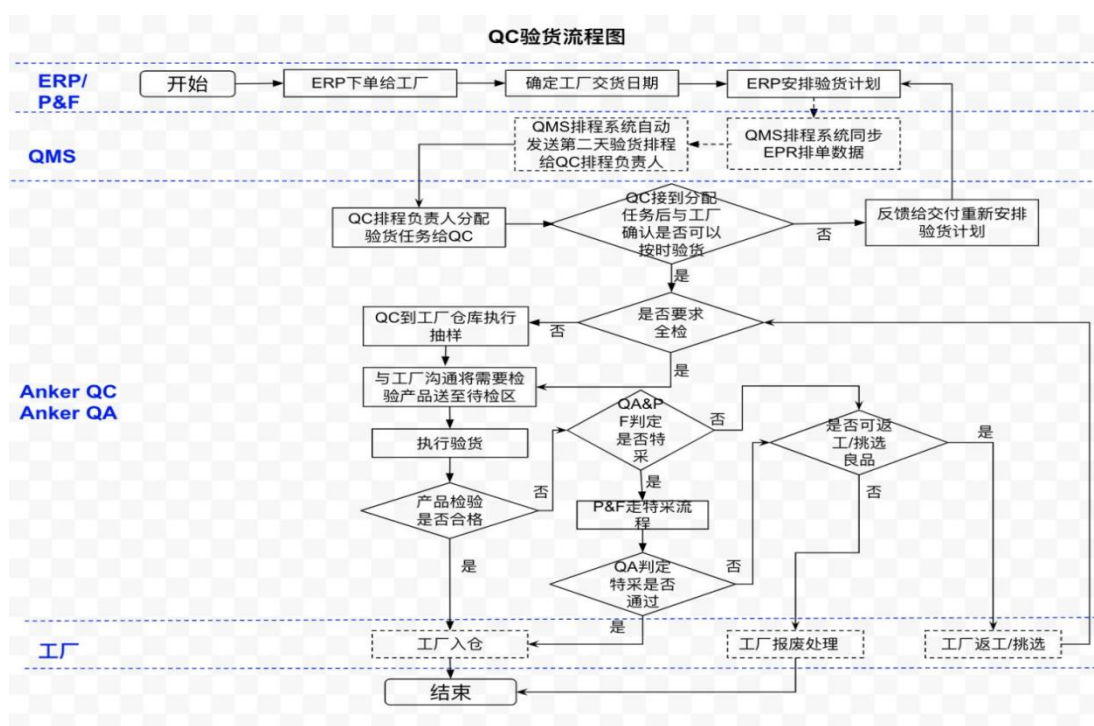 QC验货流程图
ERP/
P&F
开始
ERP下单给工厂
确定工厂交货日期
ERP安排验货计划
QMS
QMS排程系统自动
发送第二天验货排程
给QC排程负责人
QMS排程系统同步
EPR排单数据
QC排程负责人分配
验货任务给QC
QC接到分配
任务后与工厂
确认是否可以
按时验货
否
反馈给交付重新安排
验货计划
是
QC到工厂仓库执行
抽样
否
是否要求
全检
是
Anker QC
Anker QA
与工厂沟通将需要检
验产品送至待检区
QA&P
F判定
是否特
采
否
是否可返
工/挑选
良品
是
执行验货
否
是
否
产品检验
是否合格
P&F走特采流
程
是
QA判定
特采是否
通过
否
是
工厂
工厂入仓
工厂报废处理
工厂返工/挑选
结束